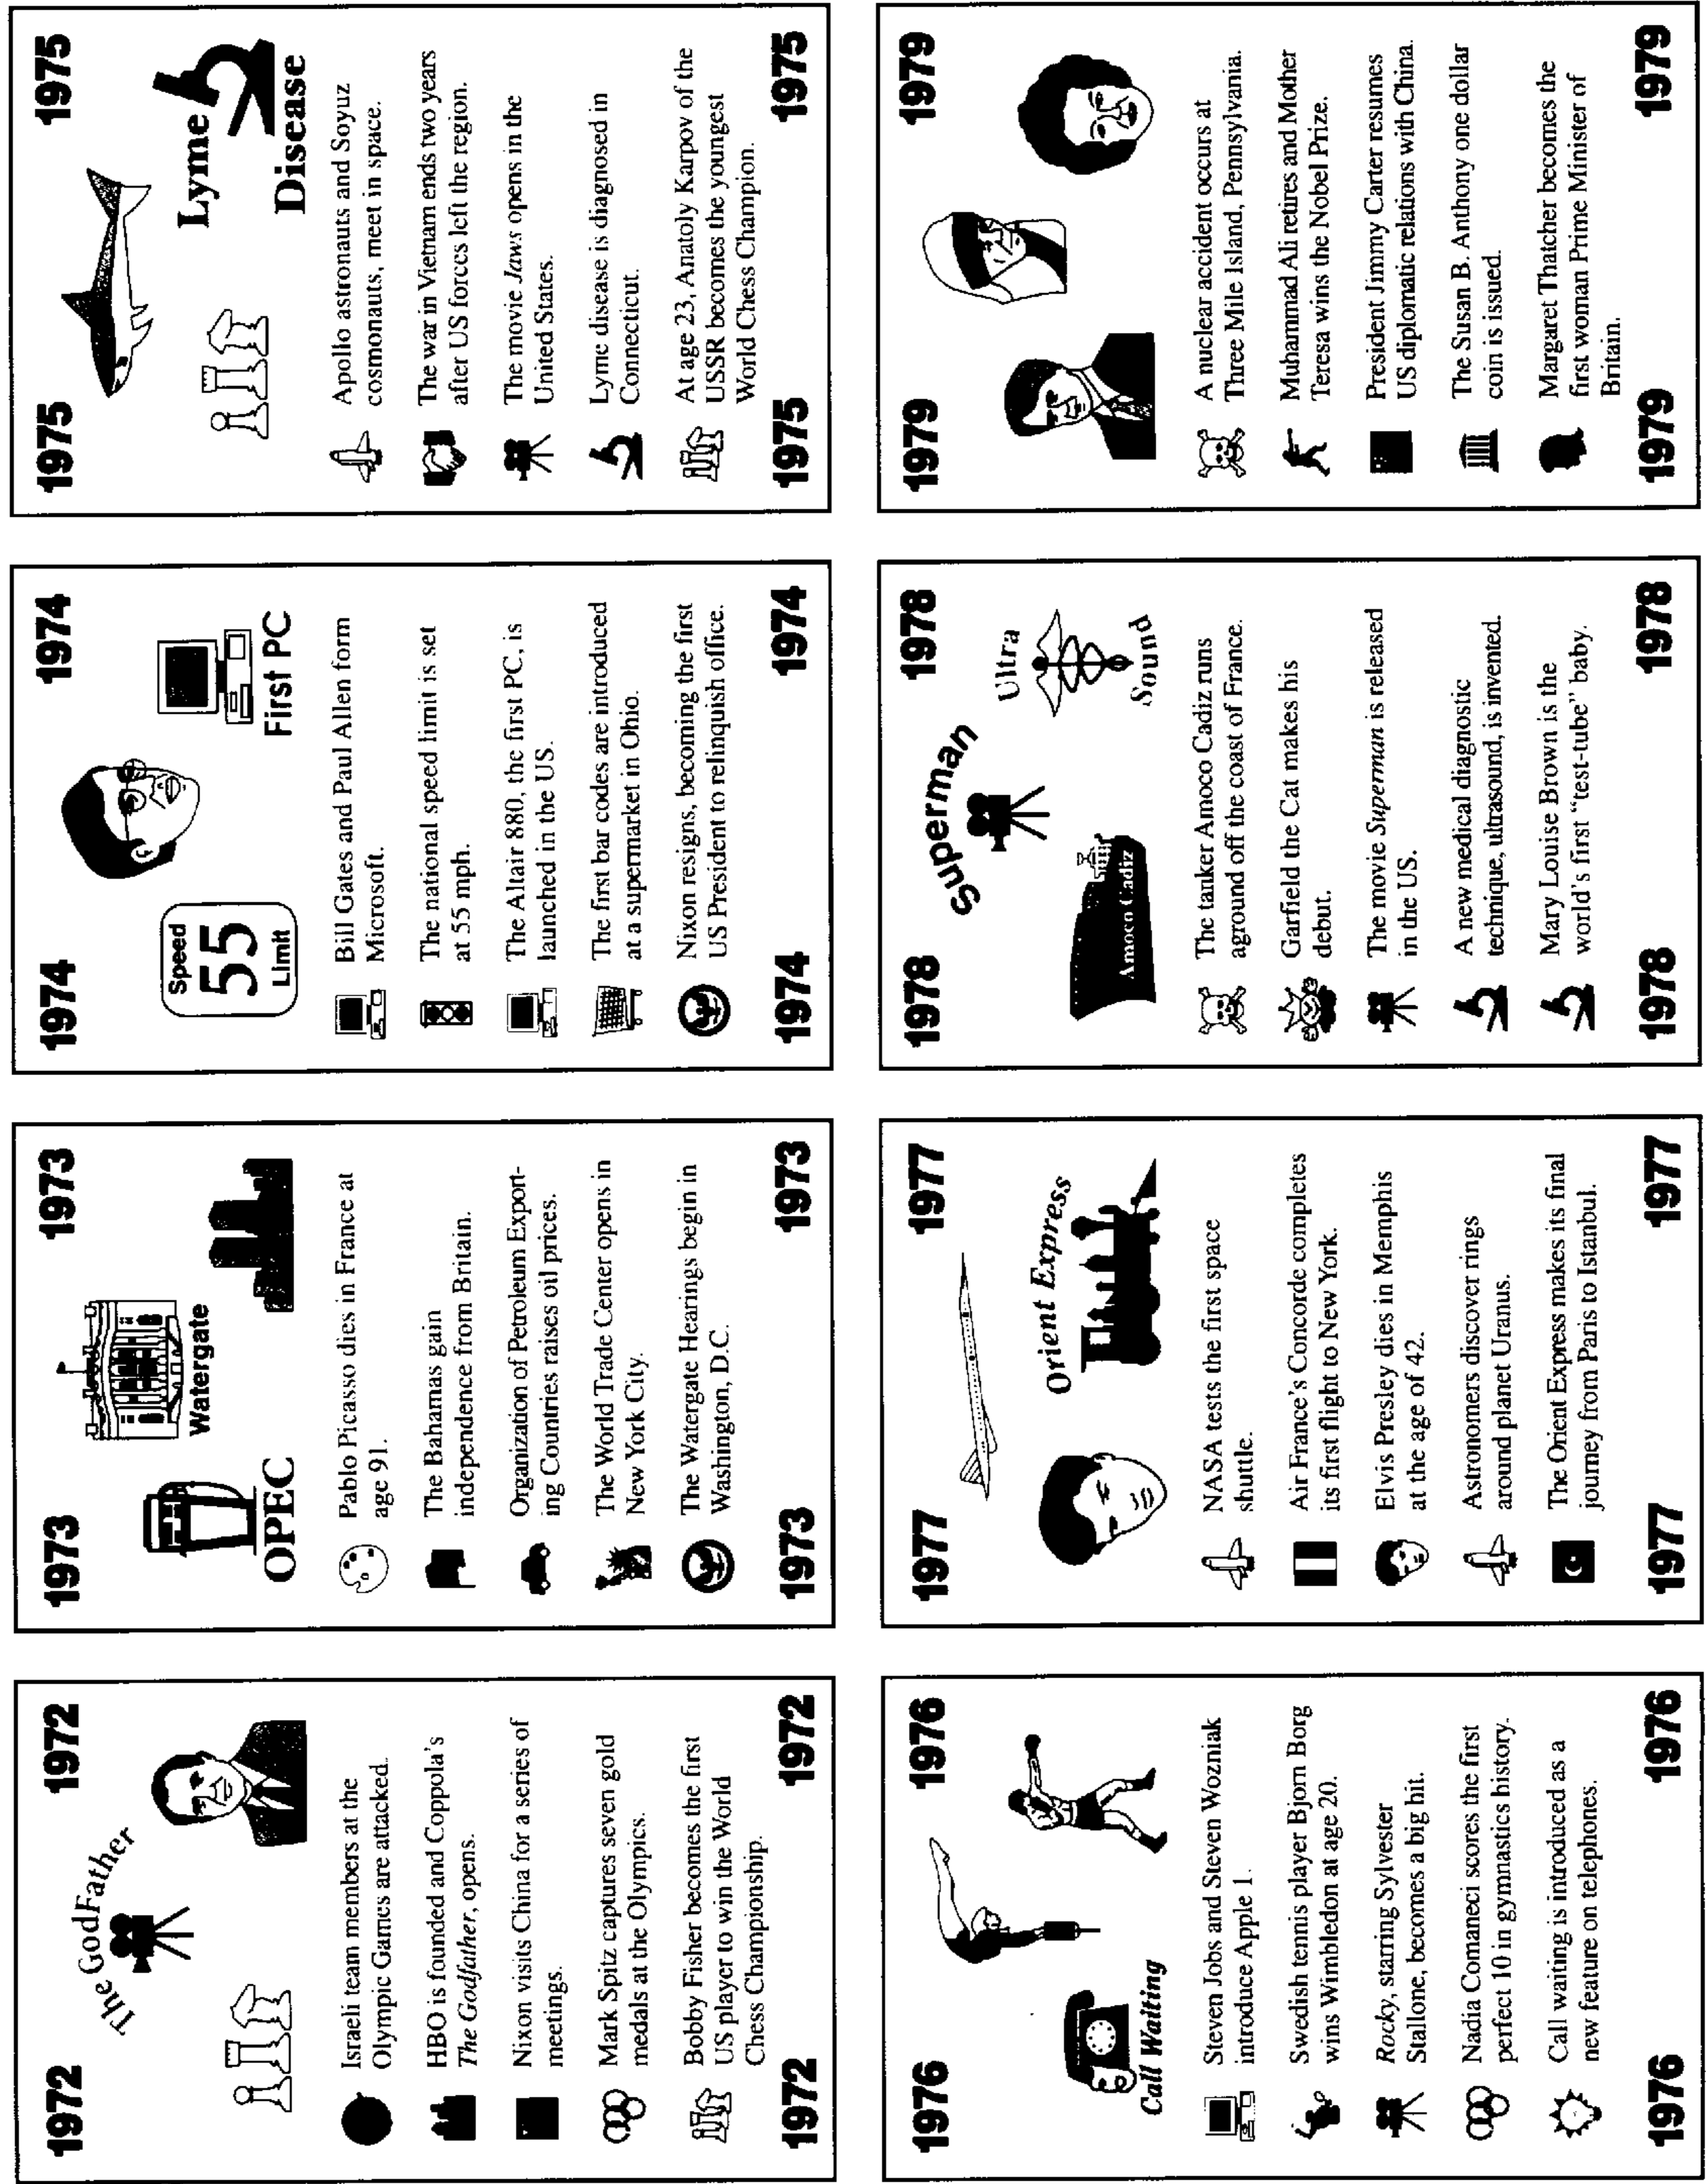 1972 1972
The GodFather
Israeli team members at the
Olympic Games are attacked.
HBO is founded and Coppola's
The Godfather, opens.
Nixon visits China for a series of
meetings.
Mark Spitz captures seven gold
medals at the Olympics.
Bobby Fisher becomes the first
US player to win the World
Chess Championship.
1972 1972
1973 1973
OPEC
Watergate
Pablo Picasso dies in France at
age 91.
The Bahamas gain
independence from Britain.
Organization of Petroleum Export-
ing Countries raises oil prices.
The World Trade Center opens in
New York City.
The Watergate Hearings begin in
Washington, D.C.
1973 1973
1974 1974
Speed
55
Limit
First PC
Bill Gates and Paul Allen form
Microsoft.
The national speed limit is set
at 55 mph.
The Altair 880, the first PC, is
launched in the US.
The first bar codes are introduced
at a supermarket in Ohio.
Nixon resigns, becoming the first
US President to relinquish office.
1974 1974
1975 1975
Lyme
Disease
Apollo astronauts and Soyuz
cosmonauts, meet in space.
The war in Vietnam ends two years
after US forces left the region.
The movie Jaws opens in the
United States.
Lyme disease is diagnosed in
Connecticut.
At age 23, Anatoly Karpov of the
USSR becomes the youngest
World Chess Champion.
1975 1975
1976 1976
Call Waiting
Steven Jobs and Steven Wozniak
introduce Apple 1.
Swedish tennis player Bjorn Borg
wins Wimbledon at age 20.
Rocky, starring Sylvester
Stallone, becomes a big hit.
Nadia Comaneci scores the first
perfect 10 in gymnastics history.
Call waiting is introduced as a
new feature on telephones.
1976 1976
1977 1977
Orient Express
NASA tests the first space
shuttle.
Air France's Concorde completes
its first flight to New York.
Elvis Presley dies in Memphis
at the age of 42.
Astronomers discover rings
around planet Uranus.
The Orient Express makes its final
journey from Paris to Istanbul.
1977 1977
1978 1978
Superman
Ultra
Sound
Amoco Cadiz
The tanker Amoco Cadiz runs
aground off the coast of France.
Garfield the Cat makes his
debut.
The movie Superman is released
in the US.
A new medical diagnostic
technique, ultrasound, is invented.
Mary Louise Brown is the
world's first "test-tube" baby.
1978 1978
1979 1979
A nuclear accident occurs at
Three Mile Island, Pennsylvania.
Muhammad Ali retires and Mother
Teresa wins the Nobel Prize.
President Jimmy Carter resumes
US diplomatic relations with China.
The Susan B. Anthony one dollar
coin is issued.
Margaret Thatcher becomes the
first woman Prime Minister of
Britain.
1979 1979